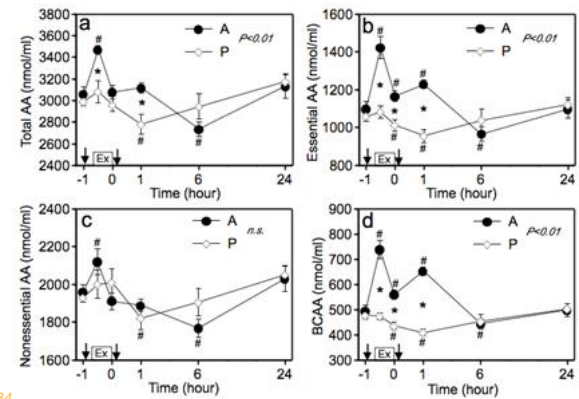 a
A
P
P<0.01
Total AA (nmol/ml)
3800
3600
3400
3200
3000
2800
2600
2400
#
*
*
#
#
Ex
-1 0 1 6 24
Time (hour)
b
A
P
P<0.01
Essential AA (nmol/ml)
1600
1400
1200
1000
800
#
#
#
*
*
*
#
#
#
Ex
-1 0 1 6 24
Time (hour)
c
A
P
n.s.
Nonessential AA (nmol/ml)
2400
2200
2000
1800
1600
#
#
#
Ex
-1 0 1 6 24
Time (hour)
d
A
P
P<0.01
BCAA (nmol/ml)
900
800
700
600
500
400
300
#
#
#
*
*
*
#
#
#
Ex
-1 0 1 6 24
Time (hour)